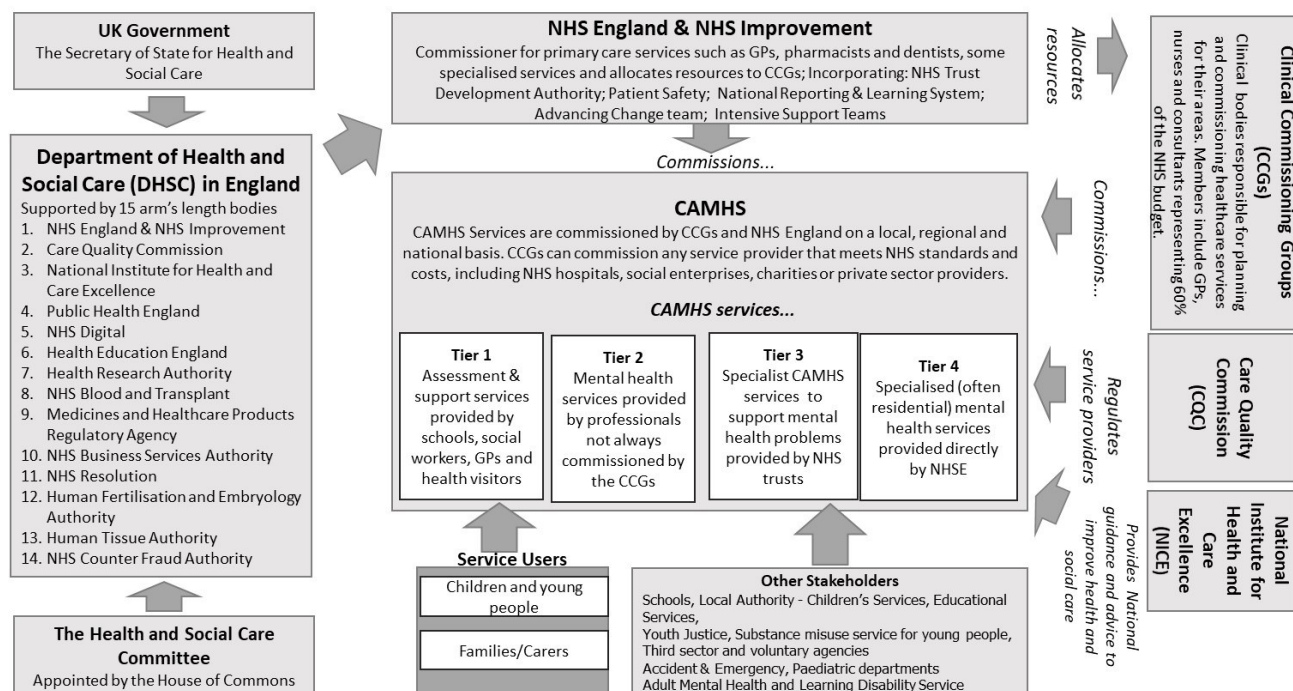 UK Government
The Secretary of State for Health and
Social Care
Department of Health and
Social Care (DHSC) in England
Supported by 15 arm's length bodies
1. NHS England & NHS Improvement
2. Care Quality Commission
3. National Institute for Health and
Care Excellence
4. Public Health England
5. NHS Digital
6. Health Education England
7. Health Research Authority
8. NHS Blood and Transplant
9. Medicines and Healthcare Products
Regulatory Agency
10. NHS Business Services Authority
11. NHS Resolution
12. Human Fertilisation and Embryology
Authority
13. Human Tissue Authority
14. NHS Counter Fraud Authority
The Health and Social Care
Committee
Appointed by the House of Commons
NHS England & NHS Improvement
Commissioner for primary care services such as GPs, pharmacists and dentists, some
specialised services and allocates resources to CCGs; Incorporating: NHS Trust
Development Authority; Patient Safety; National Reporting & Learning System;
Advancing Change team; Intensive Support Teams
Commissions...
CAMHS
CAMHS Services are commissioned by CCGs and NHS England on a local, regional and
national basis. CCGs can commission any service provider that meets NHS standards and
costs, including NHS hospitals, social enterprises, charities or private sector providers.
CAMHS services...
Tier 1
Assessment &
support services
provided by
schools, social
workers, GPs and
health visitors
Tier 2
Mental health
services provided
by professionals
not always
commissioned by
the CCGs
Tier 3
Specialist CAMHS
services to
support mental
health problems
provided by NHS
trusts
Tier 4
Specialised (often
residential) mental
health services
provided directly
by NHSE
Service Users
Children and young
people
Families/Carers
Other Stakeholders
Schools, Local Authority - Children's Services, Educational
Services,
Youth Justice, Substance misuse service for young people,
Third sector and voluntary agencies
Accident & Emergency, Paediatric departments
Adult Mental Health and Learning Disability Service
Allocates
resources
Clinical Commissioning Groups
(CCGs)
Clinical bodies responsible for planning
and commissioning healthcare services
for their areas. Members include GPs,
nurses and consultants representing 60%
of the NHS budget.
Commissions...
Care Quality
Commission
(CQC)
Regulates
service providers
National
Institute for
Health and
Care
Excellence
(NICE)
Provides National
guidance and advice to
improve health and
social care